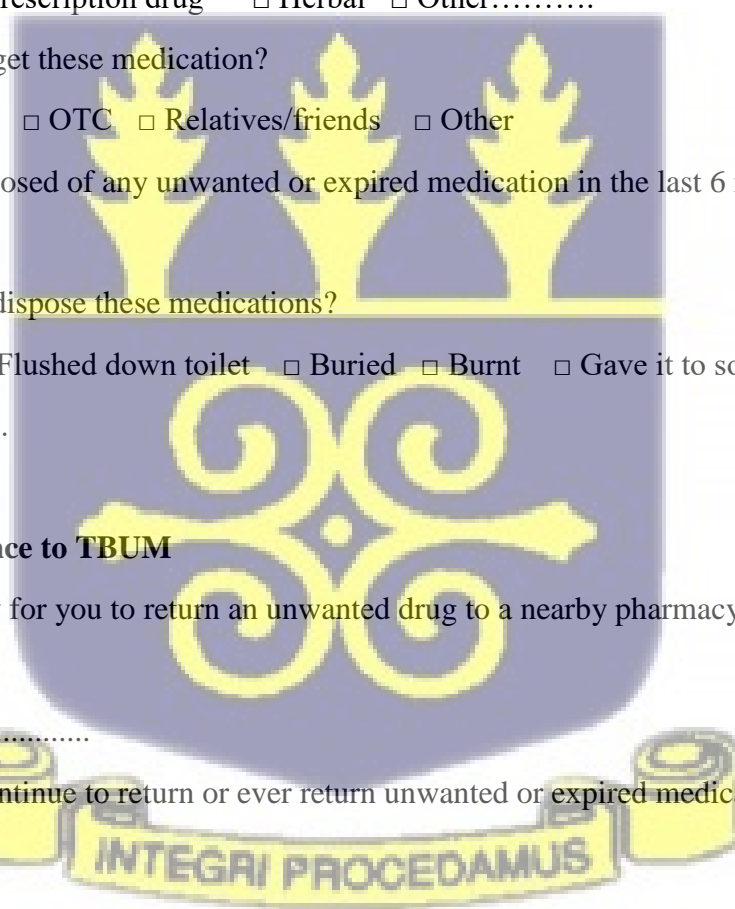 rescription drug □ Herbal □ Other……….
get these medication?
□ OTC □ Relatives/friends □ Other
osed of any unwanted or expired medication in the last 6
dispose these medications?
Flushed down toilet □ Buried □ Burnt □ Gave it to so
.
nce to TBUM
for you to return an unwanted drug to a nearby pharmacy
............
ntinue to return or ever return unwanted or expired medic
INTEGRI PROCEDAMUS